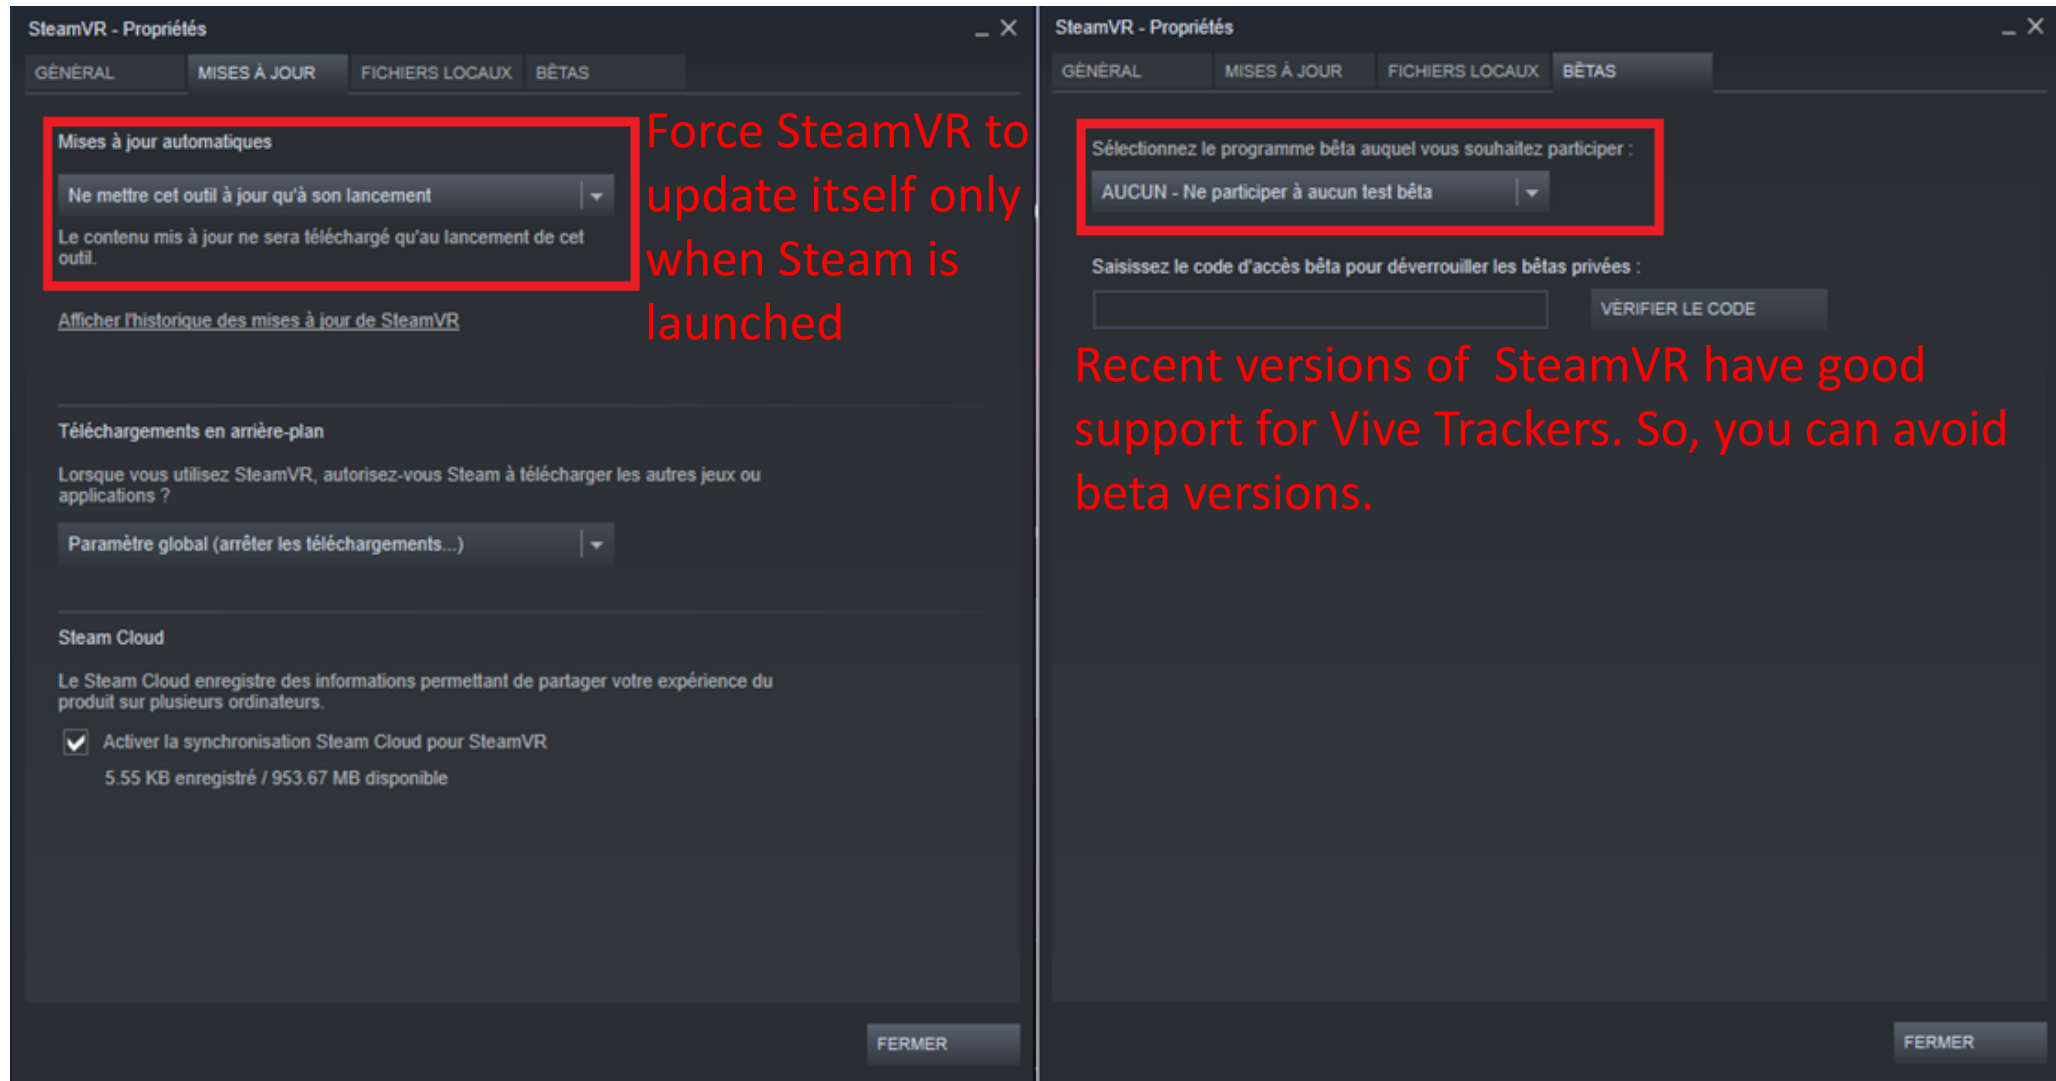 SteamVR - Propriétés
GÉNÉRAL MISES À JOUR FICHIERS LOCAUX BÊTAS
Mises à jour automatiques
Ne mettre cet outil à jour qu'à son lancement
Le contenu mis à jour ne sera téléchargé qu'au lancement de cet
outil.
Force SteamVR to
update itself only
when Steam is
launched
Afficher l'historique des mises à jour de SteamVR
Téléchargements en arrière-plan
Lorsque vous utilisez SteamVR, autorisez-vous Steam à télécharger les autres jeux ou
applications ?
Paramètre global (arrêter les téléchargements...)
Steam Cloud
Le Steam Cloud enregistre des informations permettant de partager votre expérience du
produit sur plusieurs ordinateurs.
Activer la synchronisation Steam Cloud pour SteamVR
5.55 KB enregistré / 953.67 MB disponible
FERMER
SteamVR - Propriétés
GÉNÉRAL MISES À JOUR FICHIERS LOCAUX BÊTAS
Sélectionnez le programme bêta auquel vous souhaitez participer :
AUCUN - Ne participer à aucun test bêta
Saisissez le code d'accès bêta pour déverrouiller les bêtas privées :
VÉRIFIER LE CODE
Recent versions of SteamVR have good
support for Vive Trackers. So, you can avoid
beta versions.
FERMER